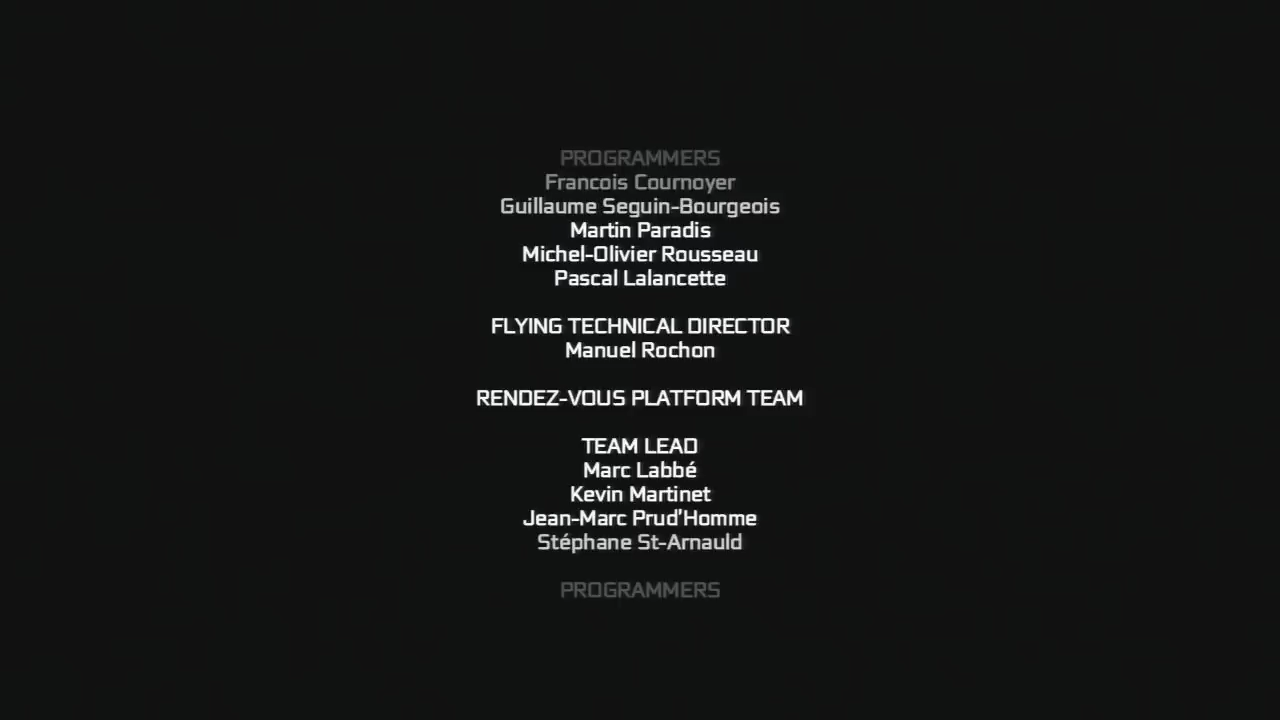 PROGRAMMERS
Francois Cournoyer
Guillaume Seguin-Bourgeois
Martin Paradis
Michel-Olivier Rousseau
Pascal Lalancette
FLYING TECHNICAL DIRECTOR
Manuel Rochon
RENDEZ-VOUS PLATFORM TEAM
TEAM LEAD
Marc Labbé
Kevin Martinet
Jean-Marc Prud'Homme
Stéphane St-Arnauld
PROGRAMMERS